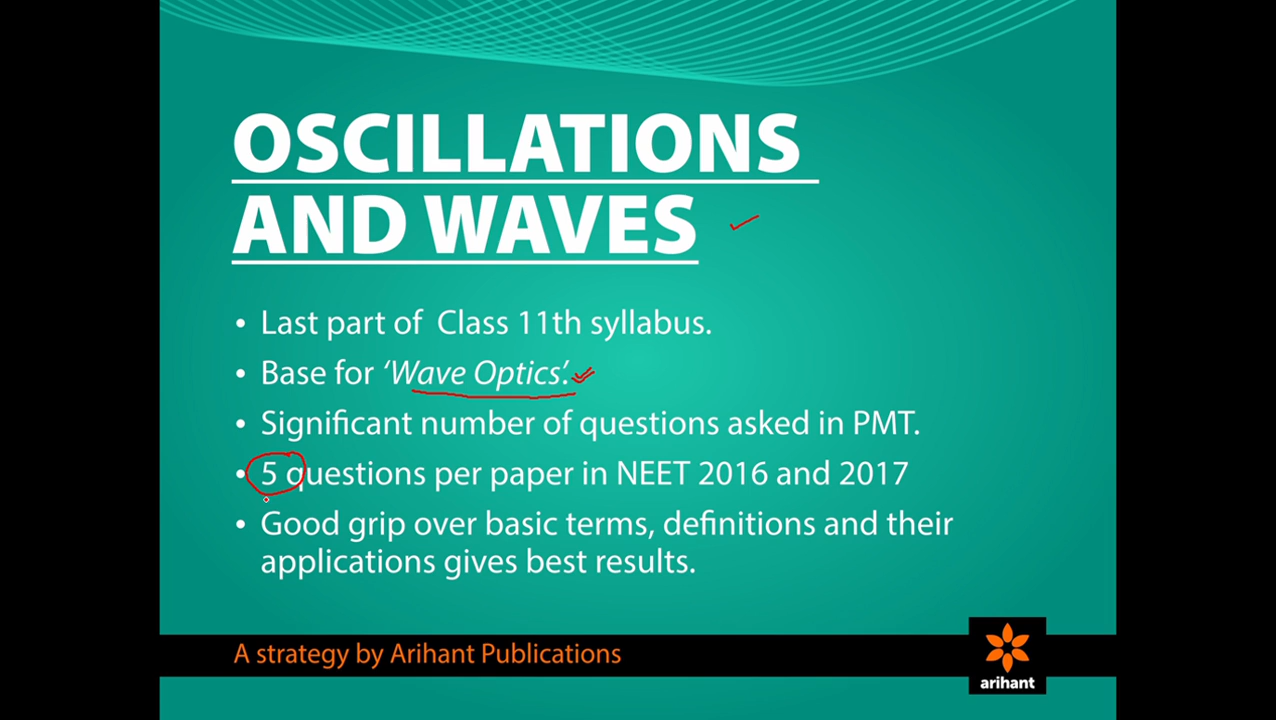 OSCILLATIONS
AND WAVES
• Last part of Class 11th syllabus.
• Base for ‘Wave Optics’.
• Significant number of questions asked in PMT.
• 5 questions per paper in NEET 2016 and 2017
• Good grip over basic terms, definitions and their
applications gives best results.
A strategy by Arihant Publications
arihant